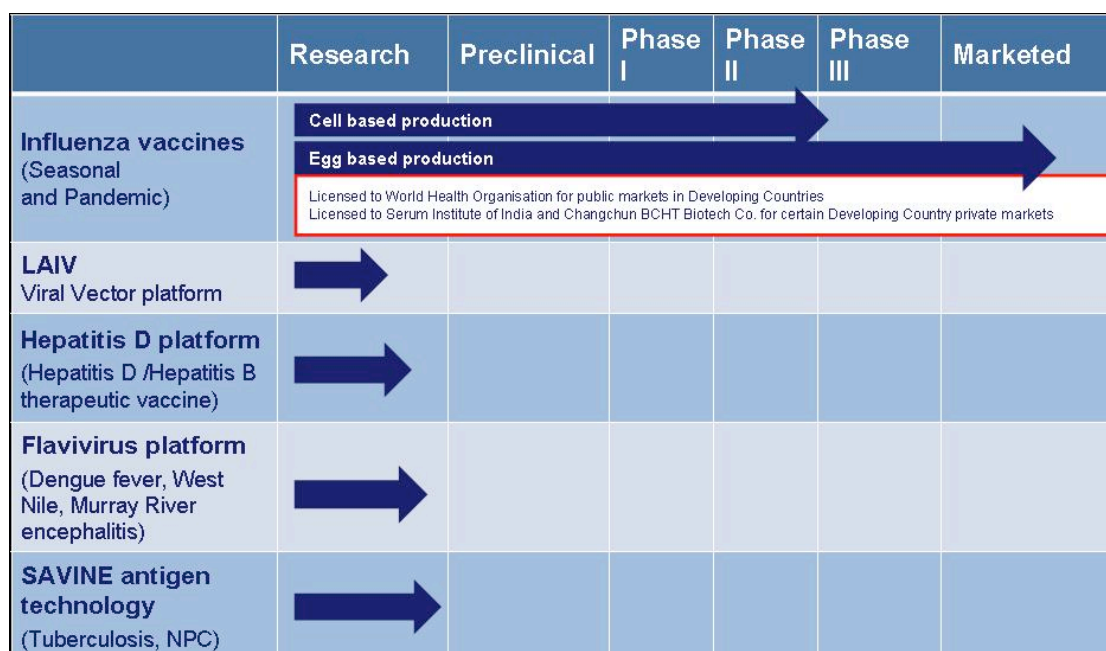 Research
Preclinical
Phase
I
Phase
II
Phase
III
Marketed
Influenza vaccines
(Seasonal
and Pandemic)
Cell based production
Egg based production
Licensed to World Health Organisation for public markets in Developing Countries
Licensed to Serum Institute of India and Changchun BCHT Biotech Co. for certain Developing Country private markets
LAIV
Viral Vector platform
Hepatitis D platform
(Hepatitis D /Hepatitis B
therapeutic vaccine)
Flavivirus platform
(Dengue fever, West
Nile, Murray River
encephalitis)
SAVINE antigen
technology
(Tuberculosis, NPC)